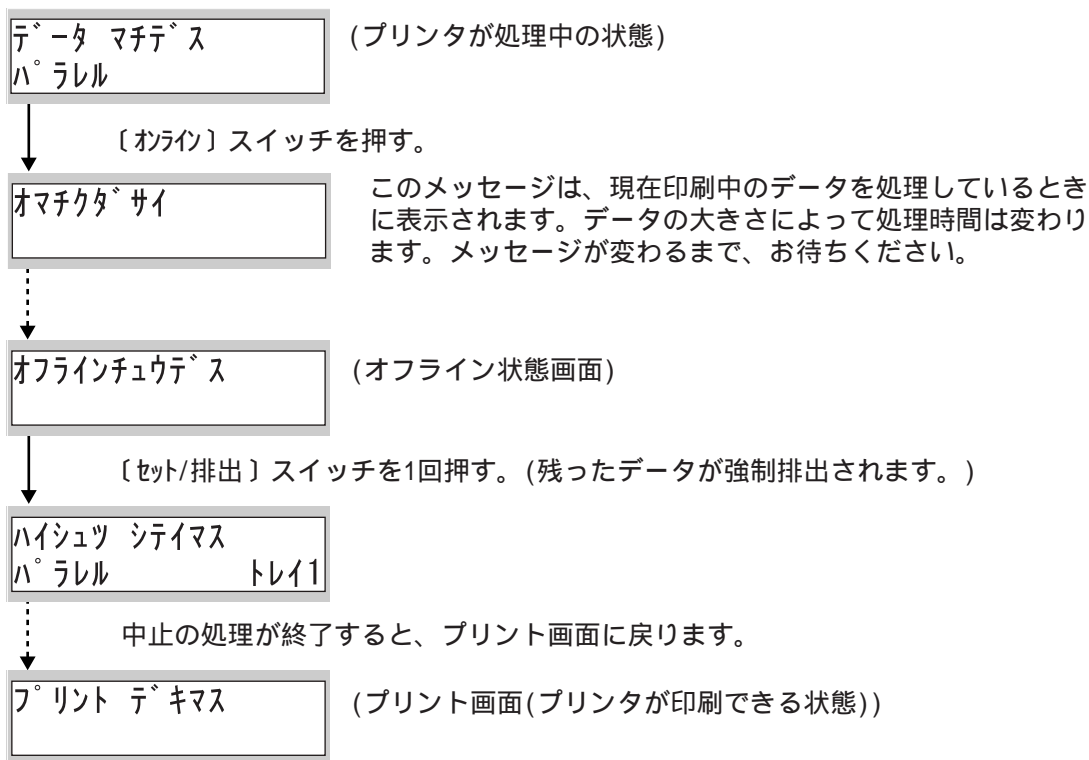 ﾃﾞｰﾀ ﾏﾁﾃﾞｽ
(プリンタが処理中の状態)
ﾊﾟﾗﾚﾙ
〔ｵﾝﾗｲﾝ〕スイッチを押す。
ｵﾏﾁｸﾀﾞｻｲ
このメッセージは、現在印刷中のデータを処理しているとき
に表示されます。データの大きさによって処理時間は変わり
ます。メッセージが変わるまで、お待ちください。
ｵﾌﾗｲﾝﾁｭｳﾃﾞｽ
(オフライン状態画面)
〔ｾｯﾄ/排出〕スイッチを1回押す。(残ったデータが強制排出されます。)
ﾊｲｼｭﾂ ｼﾃｲﾏｽ
ﾊﾟﾗﾚﾙ ﾄﾚｲ1
中止の処理が終了すると、プリント画面に戻ります。
ﾌﾟﾘﾝﾄ ﾃﾞｷﾏｽ
(プリント画面(プリンタが印刷できる状態))